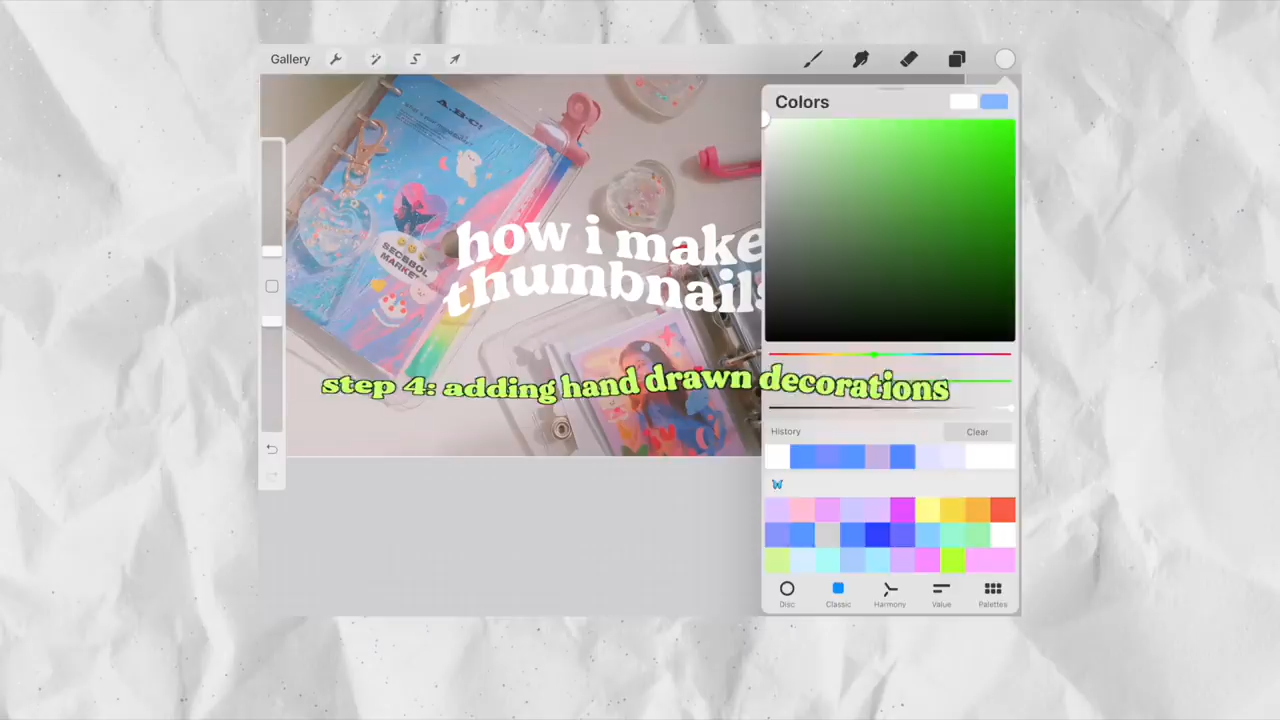 Gallery
Colors
A.B.C!
how i make
thumbnails
SECSBOL
MARKET
step 4: adding hand drawn decorations
History
Clear
Disc
Classic
Harmony
Value
Palettes